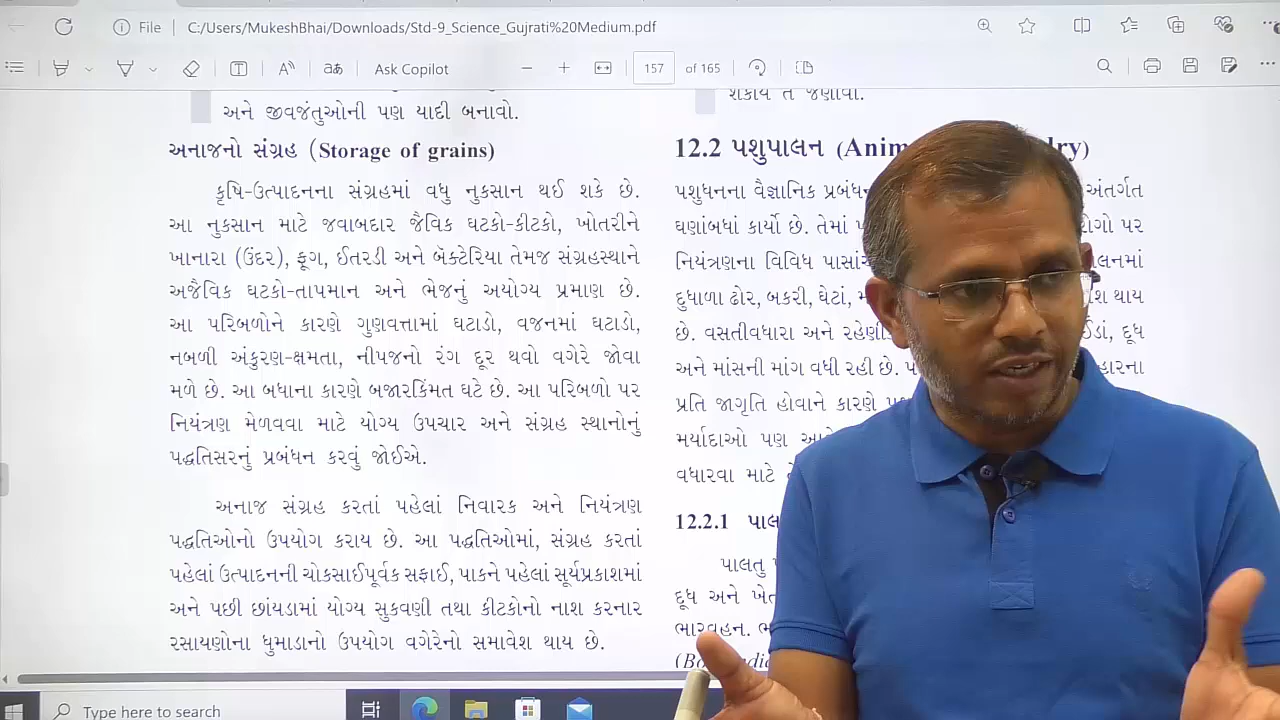 File
C:/Users/MukeshBhai/Downloads/Std-9_Science_Gujrati%20Medium.pdf
Ask Copilot
157 of 165
અને જીવજંતુઓની પણ યાદી બનાવો.
અનાજનો સંગ્રહ (Storage of grains)
કૃષિ-ઉત્પાદનના સંગ્રહમાં વધુ નુકસાન થઈ શકે છે.
આ નુકસાન માટે જવાબદાર જૈવિક ઘટકો-કીટકો, ખોતરીને
ખાનારા (ઉંદર), ફૂગ, ઈતરડી અને બૅક્ટેરિયા તેમજ સંગ્રહસ્થાને
અજૈવિક ઘટકો-તાપમાન અને ભેજનું અયોગ્ય પ્રમાણ છે.
આ પરિબળોને કારણે ગુણવત્તામાં ઘટાડો, વજનમાં ઘટાડો,
નબળી અંકુરણ-ક્ષમતા, નીપજનો રંગ દૂર થવો વગેરે જોવા
મળે છે. આ બધાના કારણે બજારકિંમત ઘટે છે. આ પરિબળો પર
નિયંત્રણ મેળવવા માટે યોગ્ય ઉપચાર અને સંગ્રહ સ્થાનોનું
પદ્ધતિસરનું પ્રબંધન કરવું જોઈએ.
અનાજ સંગ્રહ કરતાં પહેલાં નિવારક અને નિયંત્રણ
પદ્ધતિઓનો ઉપયોગ કરાય છે. આ પદ્ધતિઓમાં, સંગ્રહ કરતાં
પહેલાં ઉત્પાદનની ચોકસાઈપૂર્વક સફાઈ, પાકને પહેલાં સૂર્યપ્રકાશમાં
અને પછી છાંયડામાં યોગ્ય સુકવણી તથા કીટકોનો નાશ કરનાર
રસાયણોના ધુમાડાનો ઉપયોગ વગેરેનો સમાવેશ થાય છે.
12.2 પશુપાલન
પશુધનના વૈજ્ઞાનિક અંતર્ગત
ઘણાંબધાં કાર્યો છે. તેમાં પર
નિયંત્રણના વિવિધ
દુધાળા ઢોર, બકરી, ઘેટાં, થાય
છે. વસતીવધારા અને દૂધ
અને માંસની માંગ વધી રહી છે.
પ્રતિ જાગૃતિ હોવાને કારણે
મર્યાદાઓ પણ
વધારવા માટે
12.2.1
પાલતુ
દૂધ અને
ભારવહન.
Type here to search